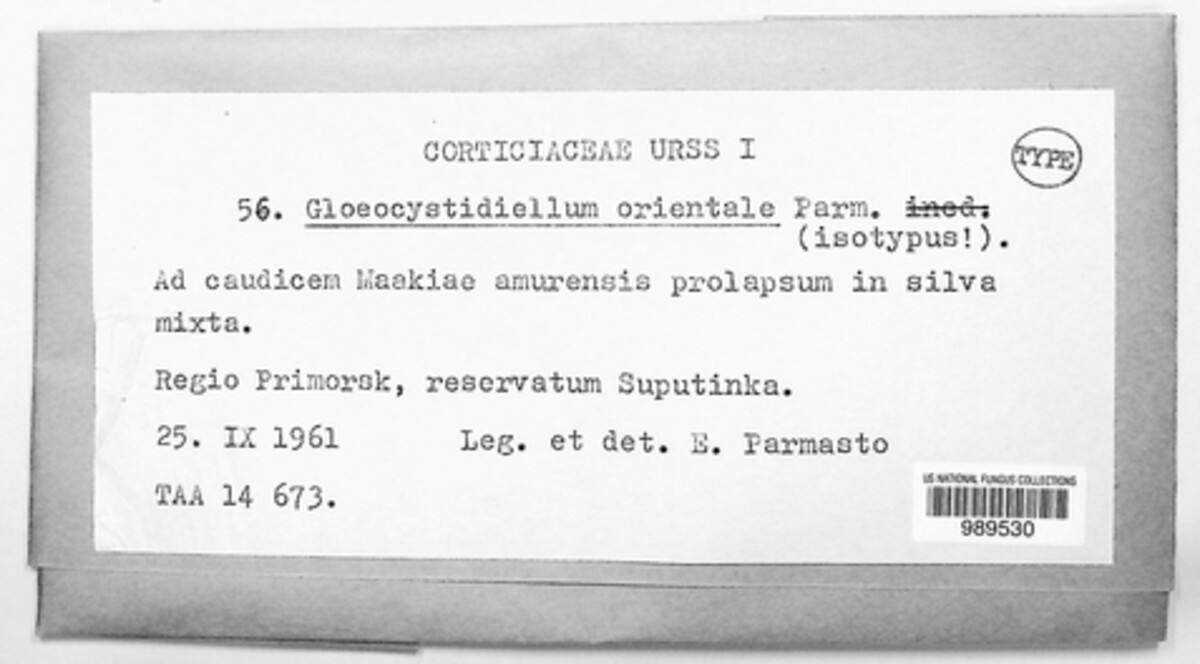 CORTICIACEAE URSS I
TYPE
56. Gloeocystidiellum orientale Parm. ined.
(isotypus!).
Ad caudicem Maakiae amurensis prolapsum in silva
mixta.
Regio Primorsk, reservatum Suputinka.
25. IX 1961 Leg. et det. E. Parmasto
TAA 14 673.
US NATIONAL FUNGUS COLLECTIONS
989530